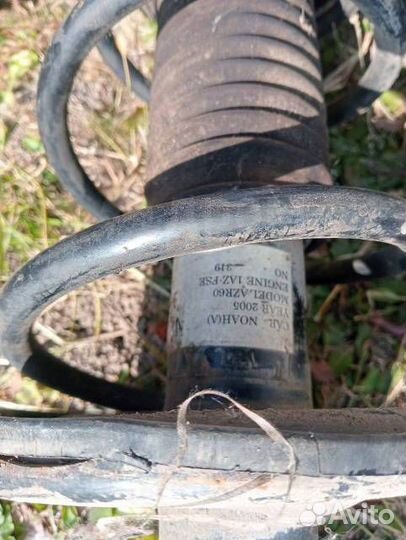 CAR. NOAH(A)
YEAR 2005
MODEL AZR60
ENGINE 1AZ-FSE
NO —319
Avito